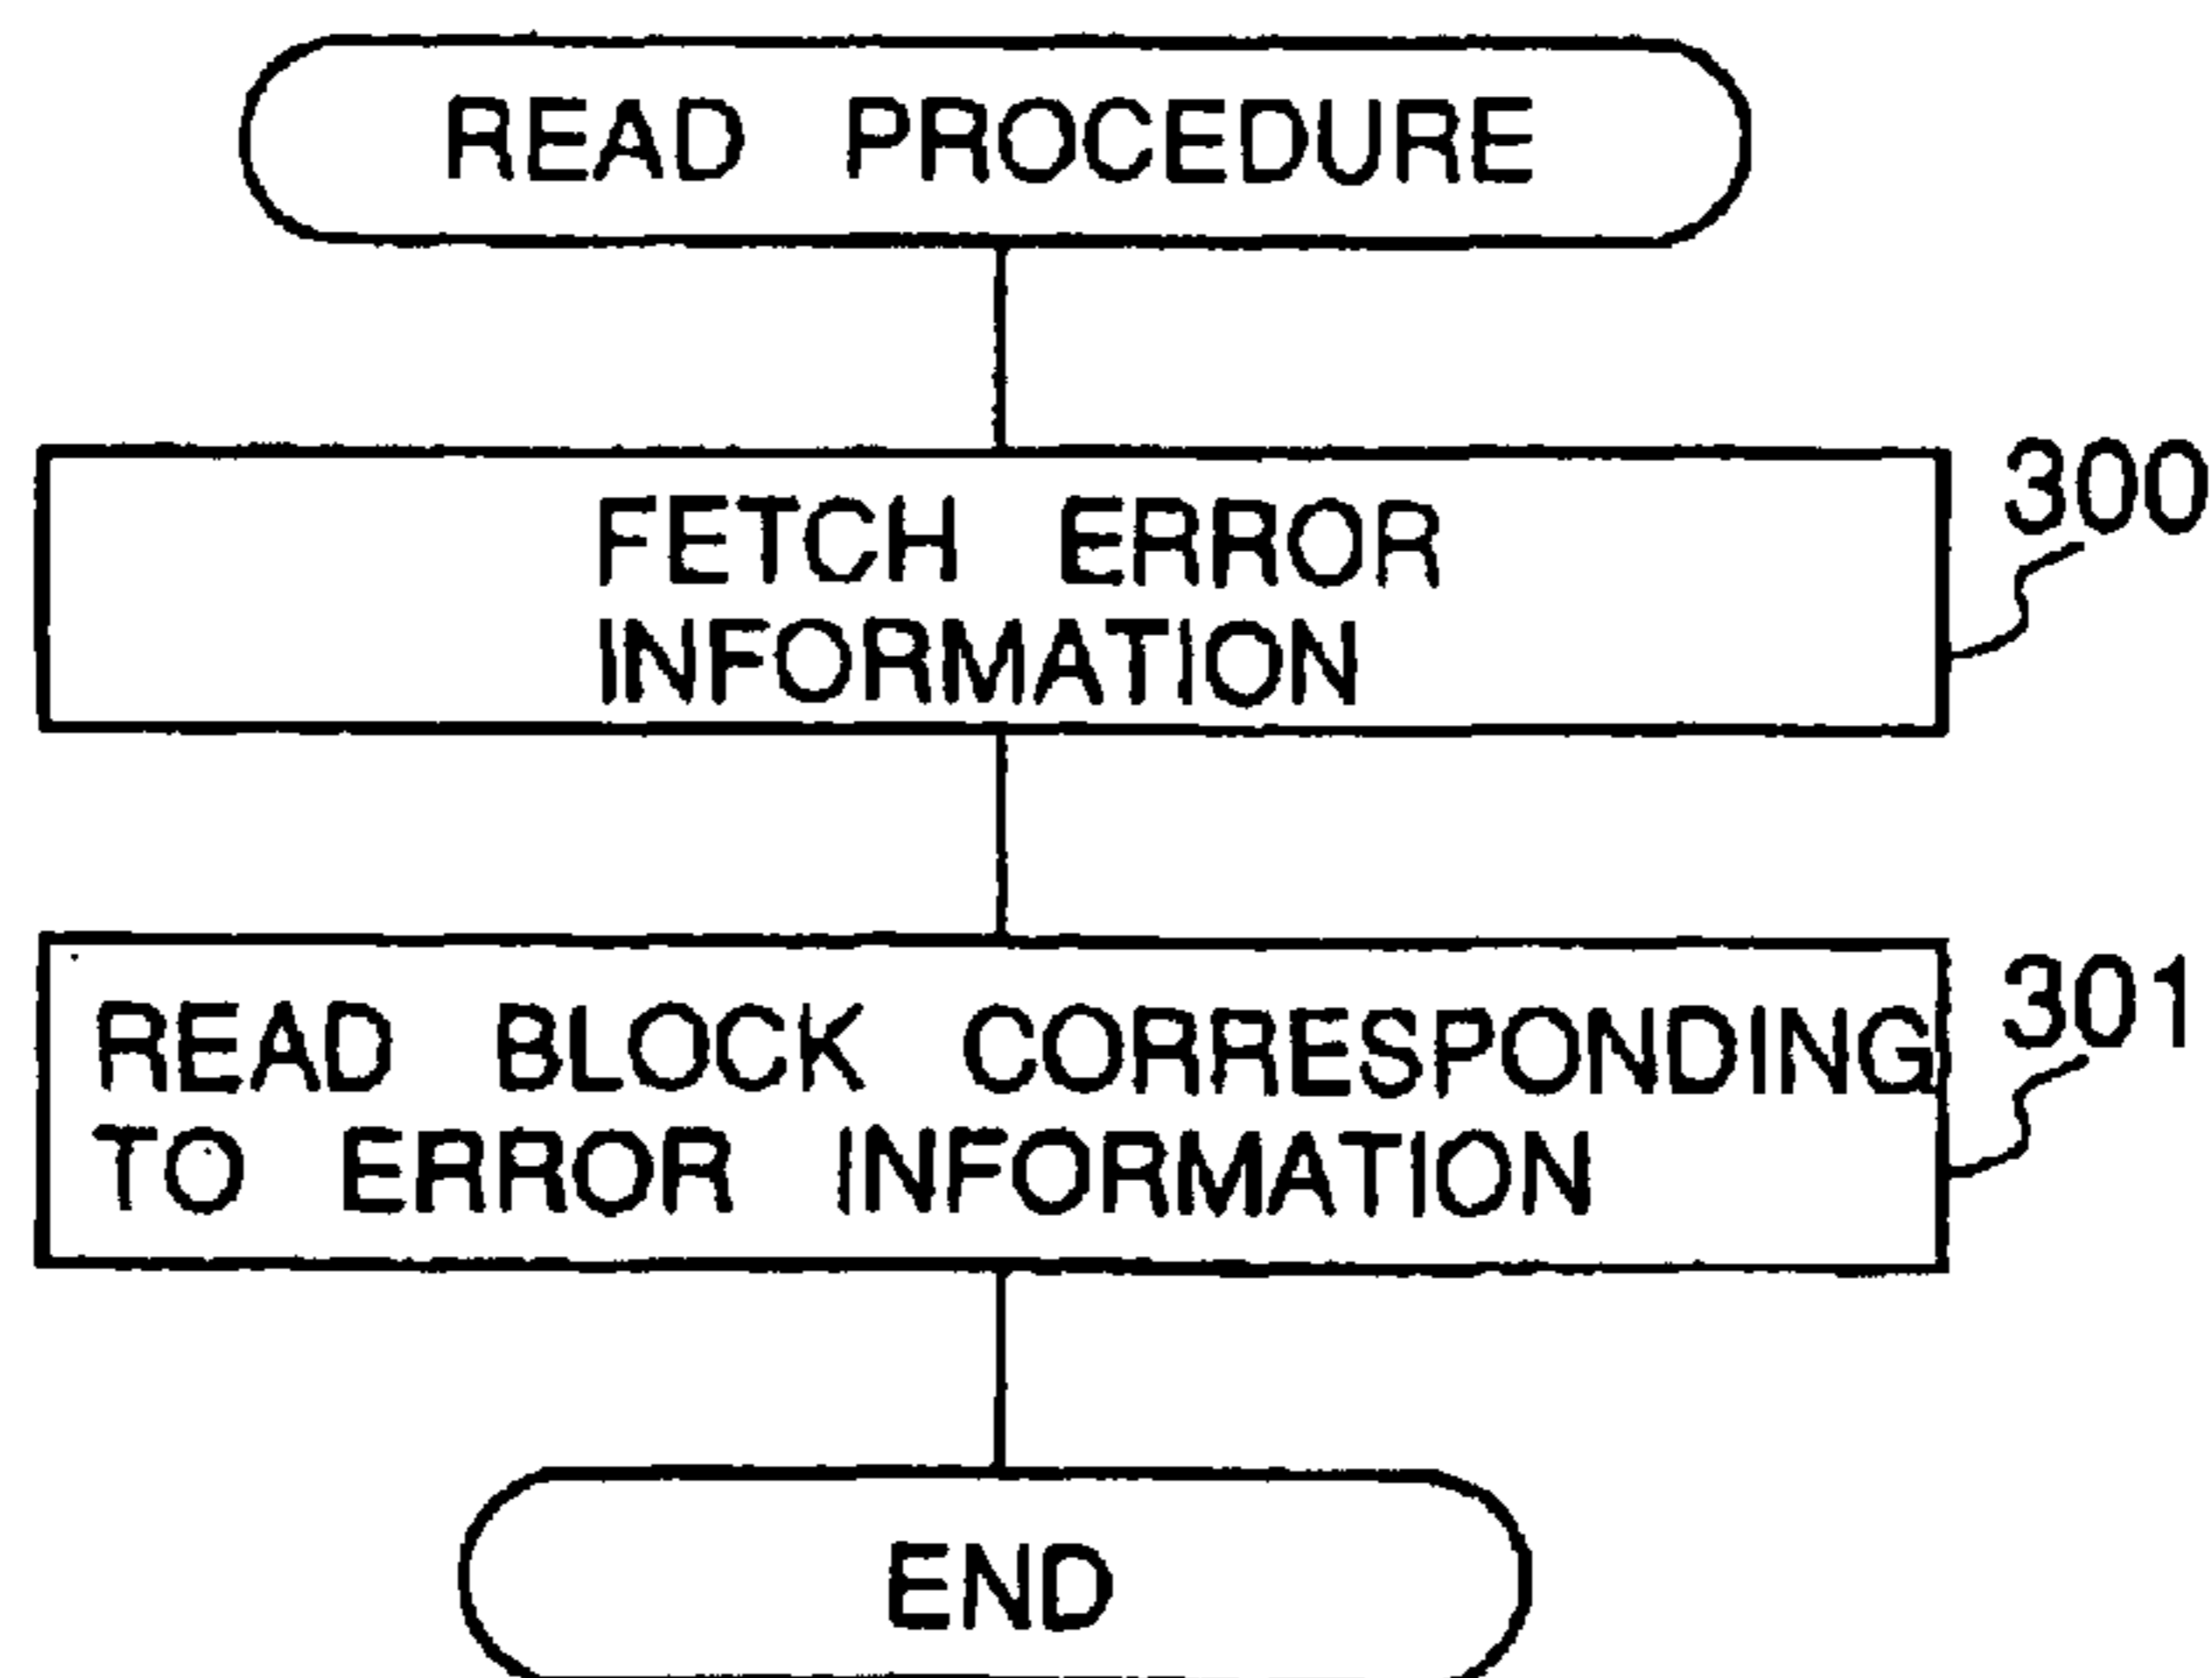 READ PROCEDURE
FETCH ERROR
INFORMATION
300
READ BLOCK CORRESPONDING
TO ERROR INFORMATION
301
END